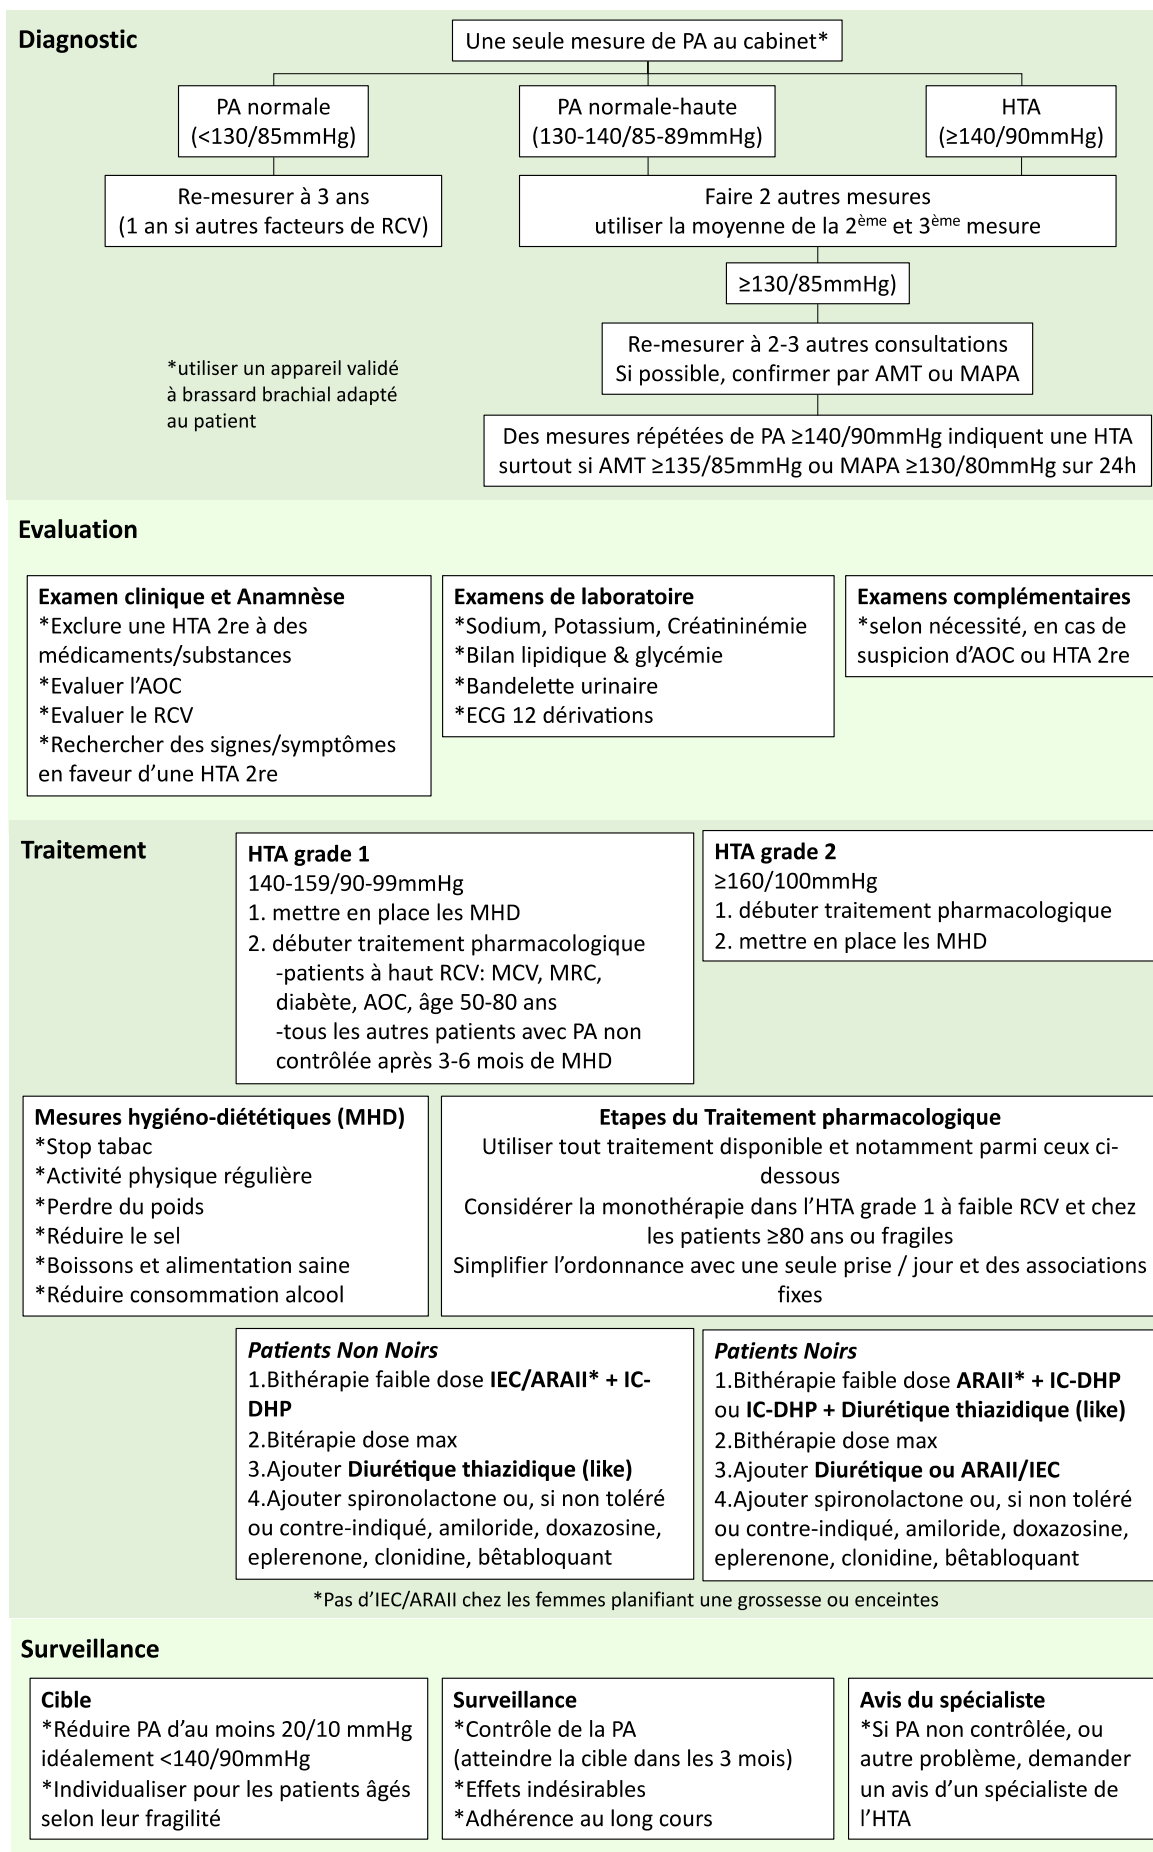 Diagnostic
Une seule mesure de PA au cabinet*
PA normale
(<130/85mmHg)
PA normale-haute
(130-140/85-89mmHg)
HTA
(≥140/90mmHg)
Re-mesurer à 3 ans
(1 an si autres facteurs de RCV)
Faire 2 autres mesures
utiliser la moyenne de la 2ème et 3ème mesure
≥130/85mmHg)
Re-mesurer à 2-3 autres consultations
Si possible, confirmer par AMT ou MAPA
*utiliser un appareil validé
à brassard brachial adapté
au patient
Des mesures répétées de PA ≥140/90mmHg indiquent une HTA
surtout si AMT ≥135/85mmHg ou MAPA ≥130/80mmHg sur 24h
Evaluation
Examen clinique et Anamnèse
*Exclure une HTA 2re à des
médicaments/substances
*Evaluer l'AOC
*Evaluer le RCV
*Rechercher des signes/symptômes
en faveur d'une HTA 2re
Examens de laboratoire
*Sodium, Potassium, Créatininémie
*Bilan lipidique & glycémie
*Bandelette urinaire
*ECG 12 dérivations
Examens complémentaires
*selon nécessité, en cas de
suspicion d'AOC ou HTA 2re
Traitement
HTA grade 1
140-159/90-99mmHg
1. mettre en place les MHD
2. débuter traitement pharmacologique
-patients à haut RCV: MCV, MRC,
diabète, AOC, âge 50-80 ans
-tous les autres patients avec PA non
contrôlée après 3-6 mois de MHD
HTA grade 2
≥160/100mmHg
1. débuter traitement pharmacologique
2. mettre en place les MHD
Mesures hygiéno-diététiques (MHD)
*Stop tabac
*Activité physique régulière
*Perdre du poids
*Réduire le sel
*Boissons et alimentation saine
*Réduire consommation alcool
Etapes du Traitement pharmacologique
Utiliser tout traitement disponible et notamment parmi ceux ci-
dessous
Considérer la monothérapie dans l'HTA grade 1 à faible RCV et chez
les patients ≥80 ans ou fragiles
Simplifier l'ordonnance avec une seule prise / jour et des associations
fixes
Patients Non Noirs
1.Bithérapie faible dose IEC/ARAII* + IC-
DHP
2.Bitérapie dose max
3.Ajouter Diurétique thiazidique (like)
4.Ajouter spironolactone ou, si non toléré
ou contre-indiqué, amiloride, doxazosine,
eplerenone, clonidine, bêtabloquant
Patients Noirs
1.Bithérapie faible dose ARAII* + IC-DHP
ou IC-DHP + Diurétique thiazidique (like)
2.Bithérapie dose max
3.Ajouter Diurétique ou ARAII/IEC
4.Ajouter spironolactone ou, si non toléré
ou contre-indiqué, amiloride, doxazosine,
eplerenone, clonidine, bêtabloquant
*Pas d'IEC/ARAII chez les femmes planifiant une grossesse ou enceintes
Surveillance
Cible
*Réduire PA d'au moins 20/10 mmHg
idéalement <140/90mmHg
*Individualiser pour les patients âgés
selon leur fragilité
Surveillance
*Contrôle de la PA
(atteindre la cible dans les 3 mois)
*Effets indésirables
*Adhérence au long cours
Avis du spécialiste
*Si PA non contrôlée, ou
autre problème, demander
un avis d'un spécialiste de
l'HTA